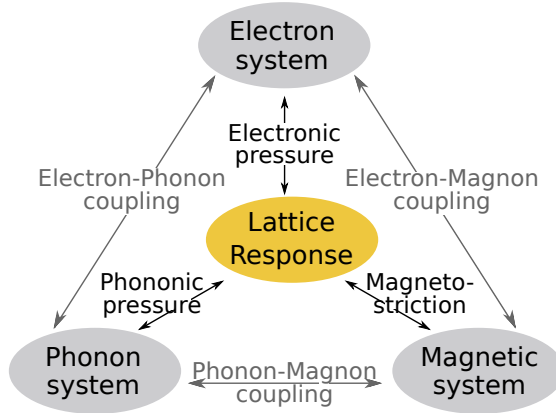 Electron
system
Electronic
pressure
Electron-Phonon
coupling
Electron-Magnon
coupling
Lattice
Response
Phononic
pressure
Magneto-
striction
Phonon
system
Phonon-Magnon
coupling
Magnetic
system